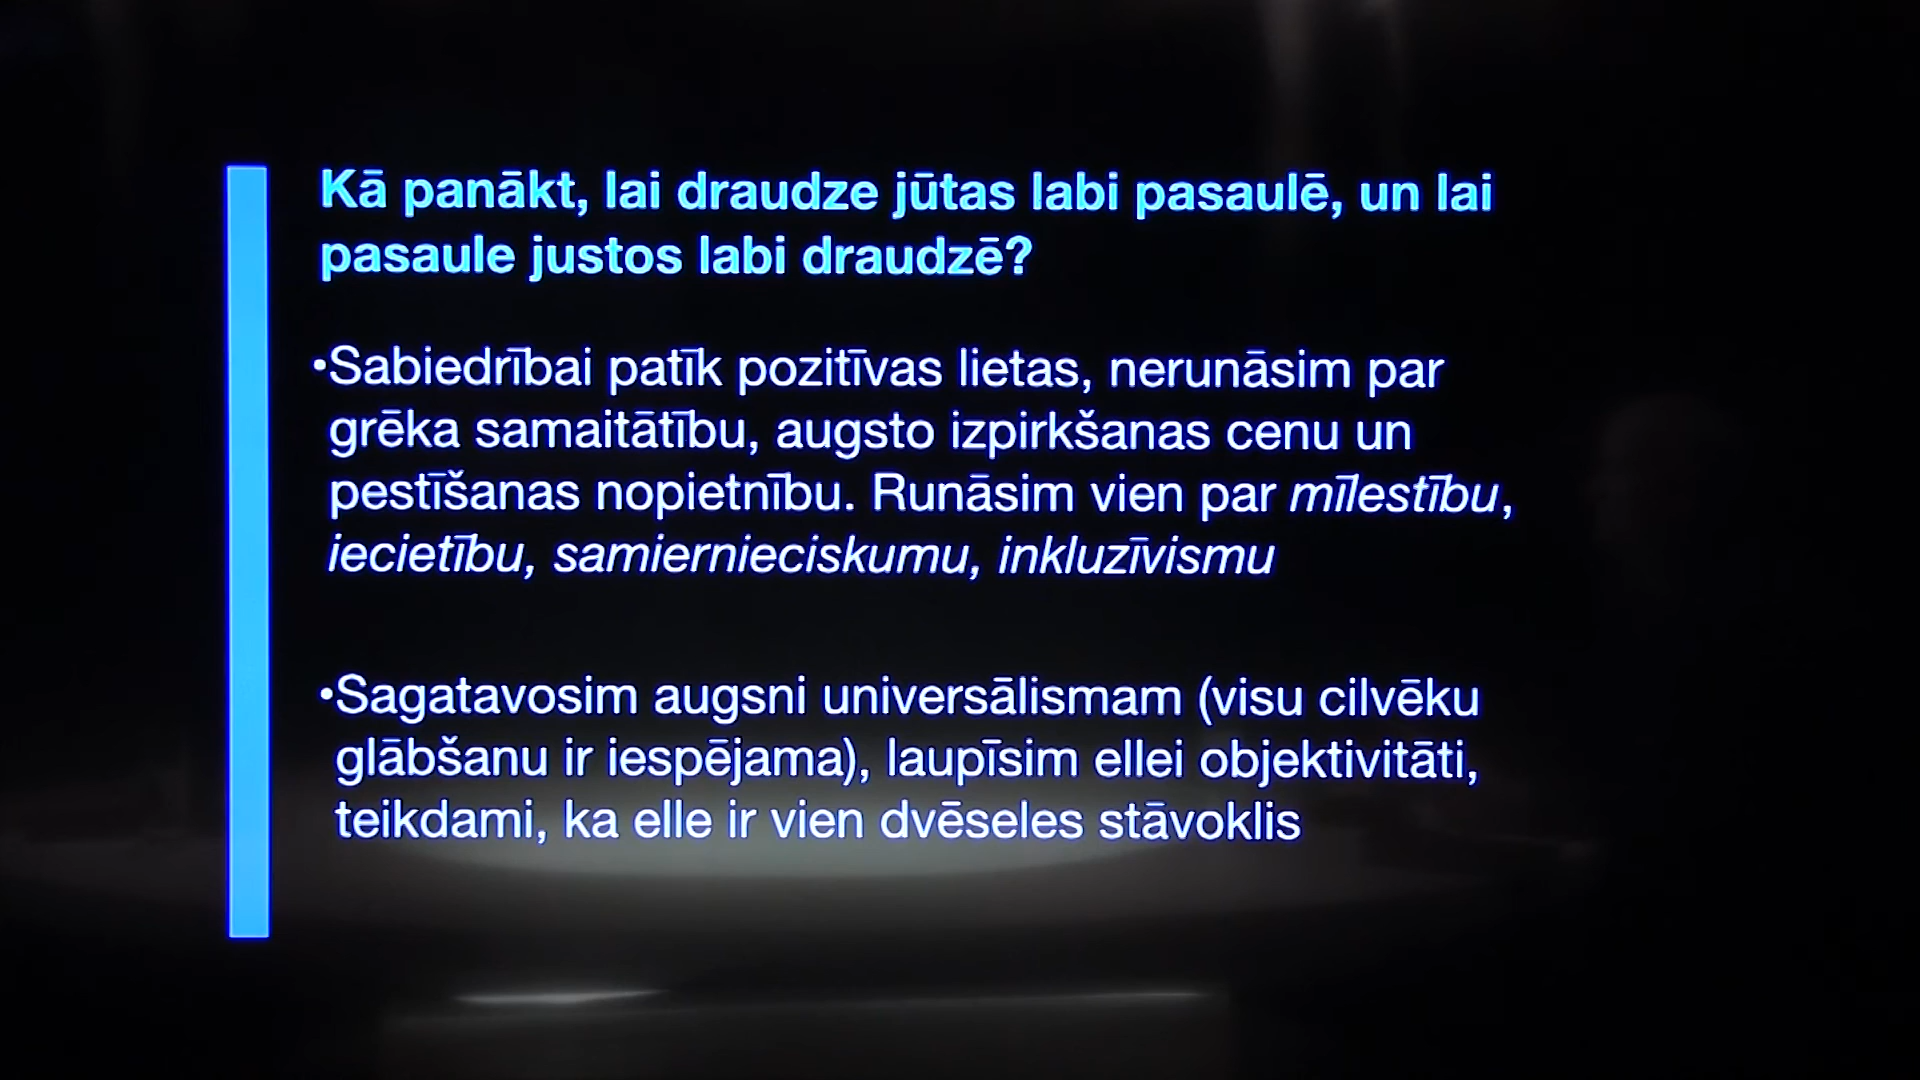 Kā panākt, lai draudze jūtas labi pasaulē, un lai
pasaule justos labi draudzē?
•Sabiedrībai patīk pozitīvas lietas, nerunāsim par
grēka samaitātību, augsto izpirkšanas cenu un
pestīšanas nopietnību. Runāsim vien par mīlestību,
iecietību, samiernieciskumu, inkluzīvismu
•Sagatavosim augsni universālismam (visu cilvēku
glābšanu ir iespējama), laupīsim ellei objektivitāti,
teikdami, ka elle ir vien dvēseles stāvoklis